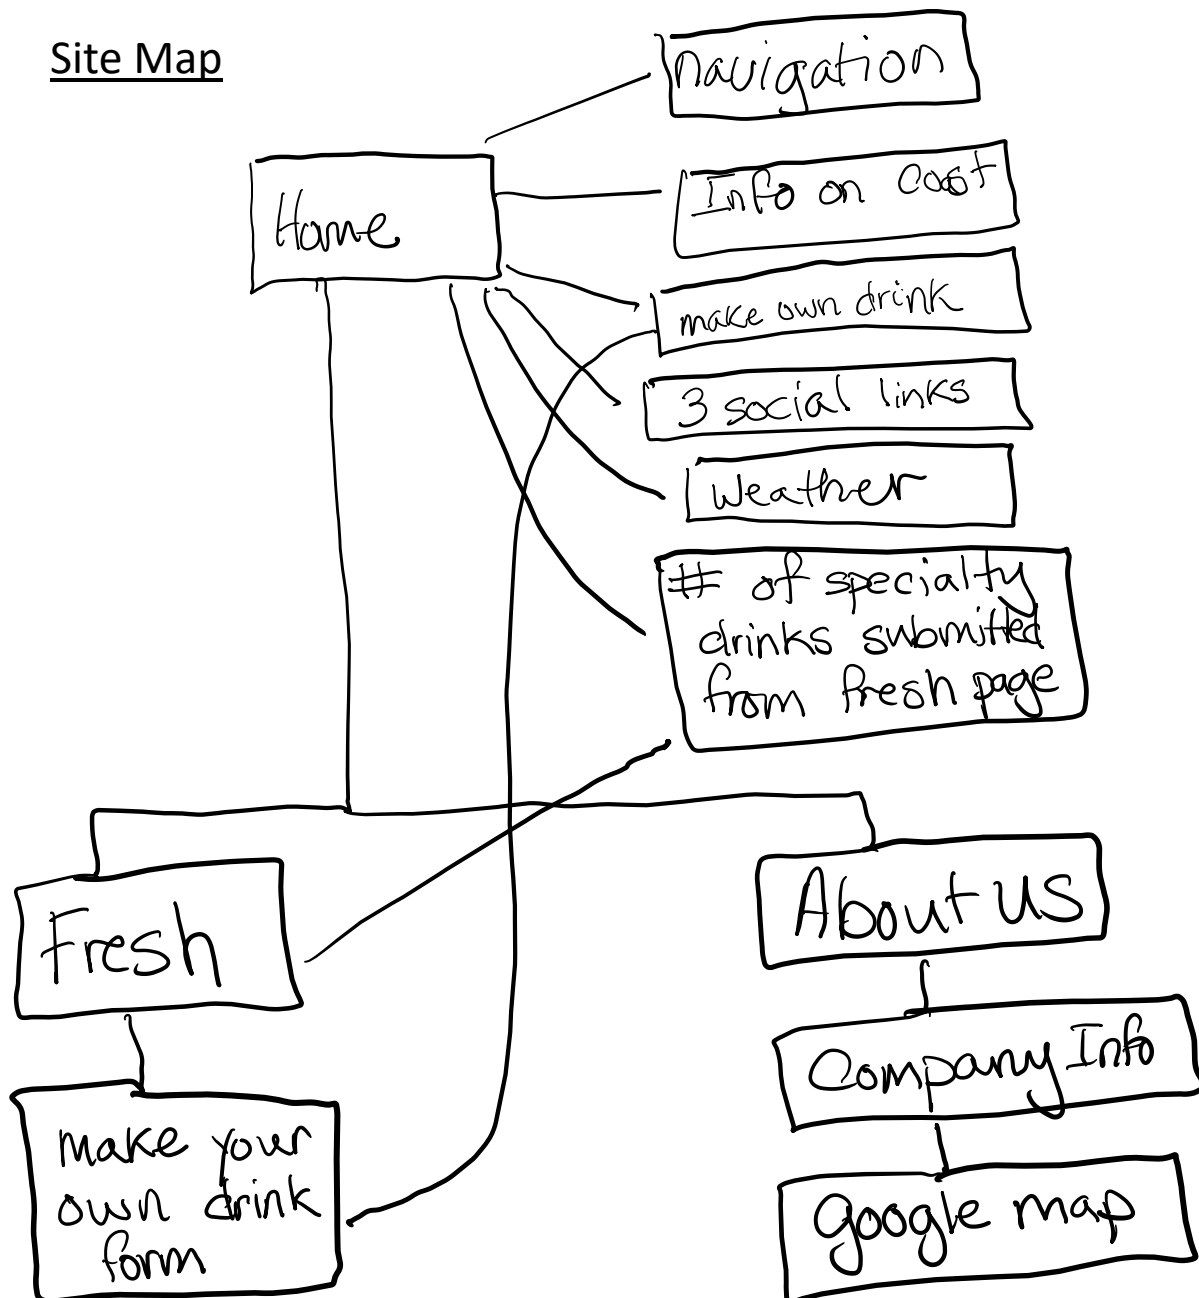 Site Map
navigation
Home
Info on Cost
make own drink
3 social links
Weather
# of specialty
drinks submitted
from fresh page
Fresh
About us
Company Info
make your
own drink
form
google map